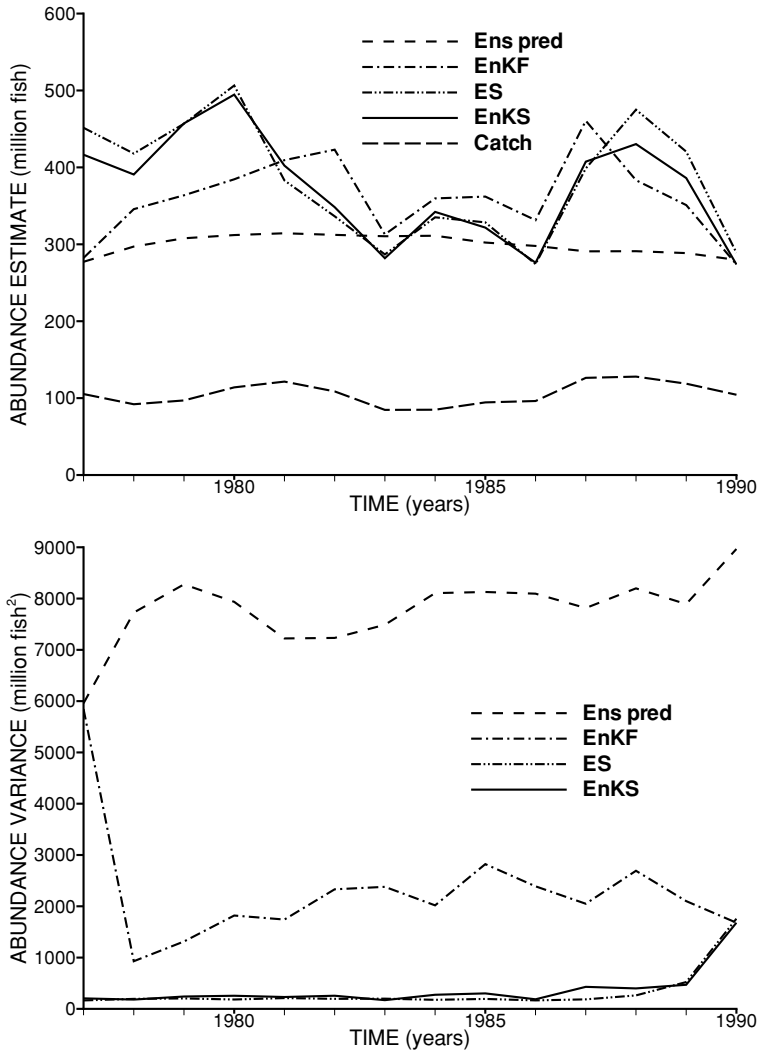 600
500
400
300
200
100
0
ABUNDANCE ESTIMATE (million fish)
Ens pred
EnKF
ES
EnKS
Catch
1980 1985 1990
TIME (years)
9000
8000
7000
6000
5000
4000
3000
2000
1000
0
ABUNDANCE VARIANCE (million fish²)
Ens pred
EnKF
ES
EnKS
1980 1985 1990
TIME (years)